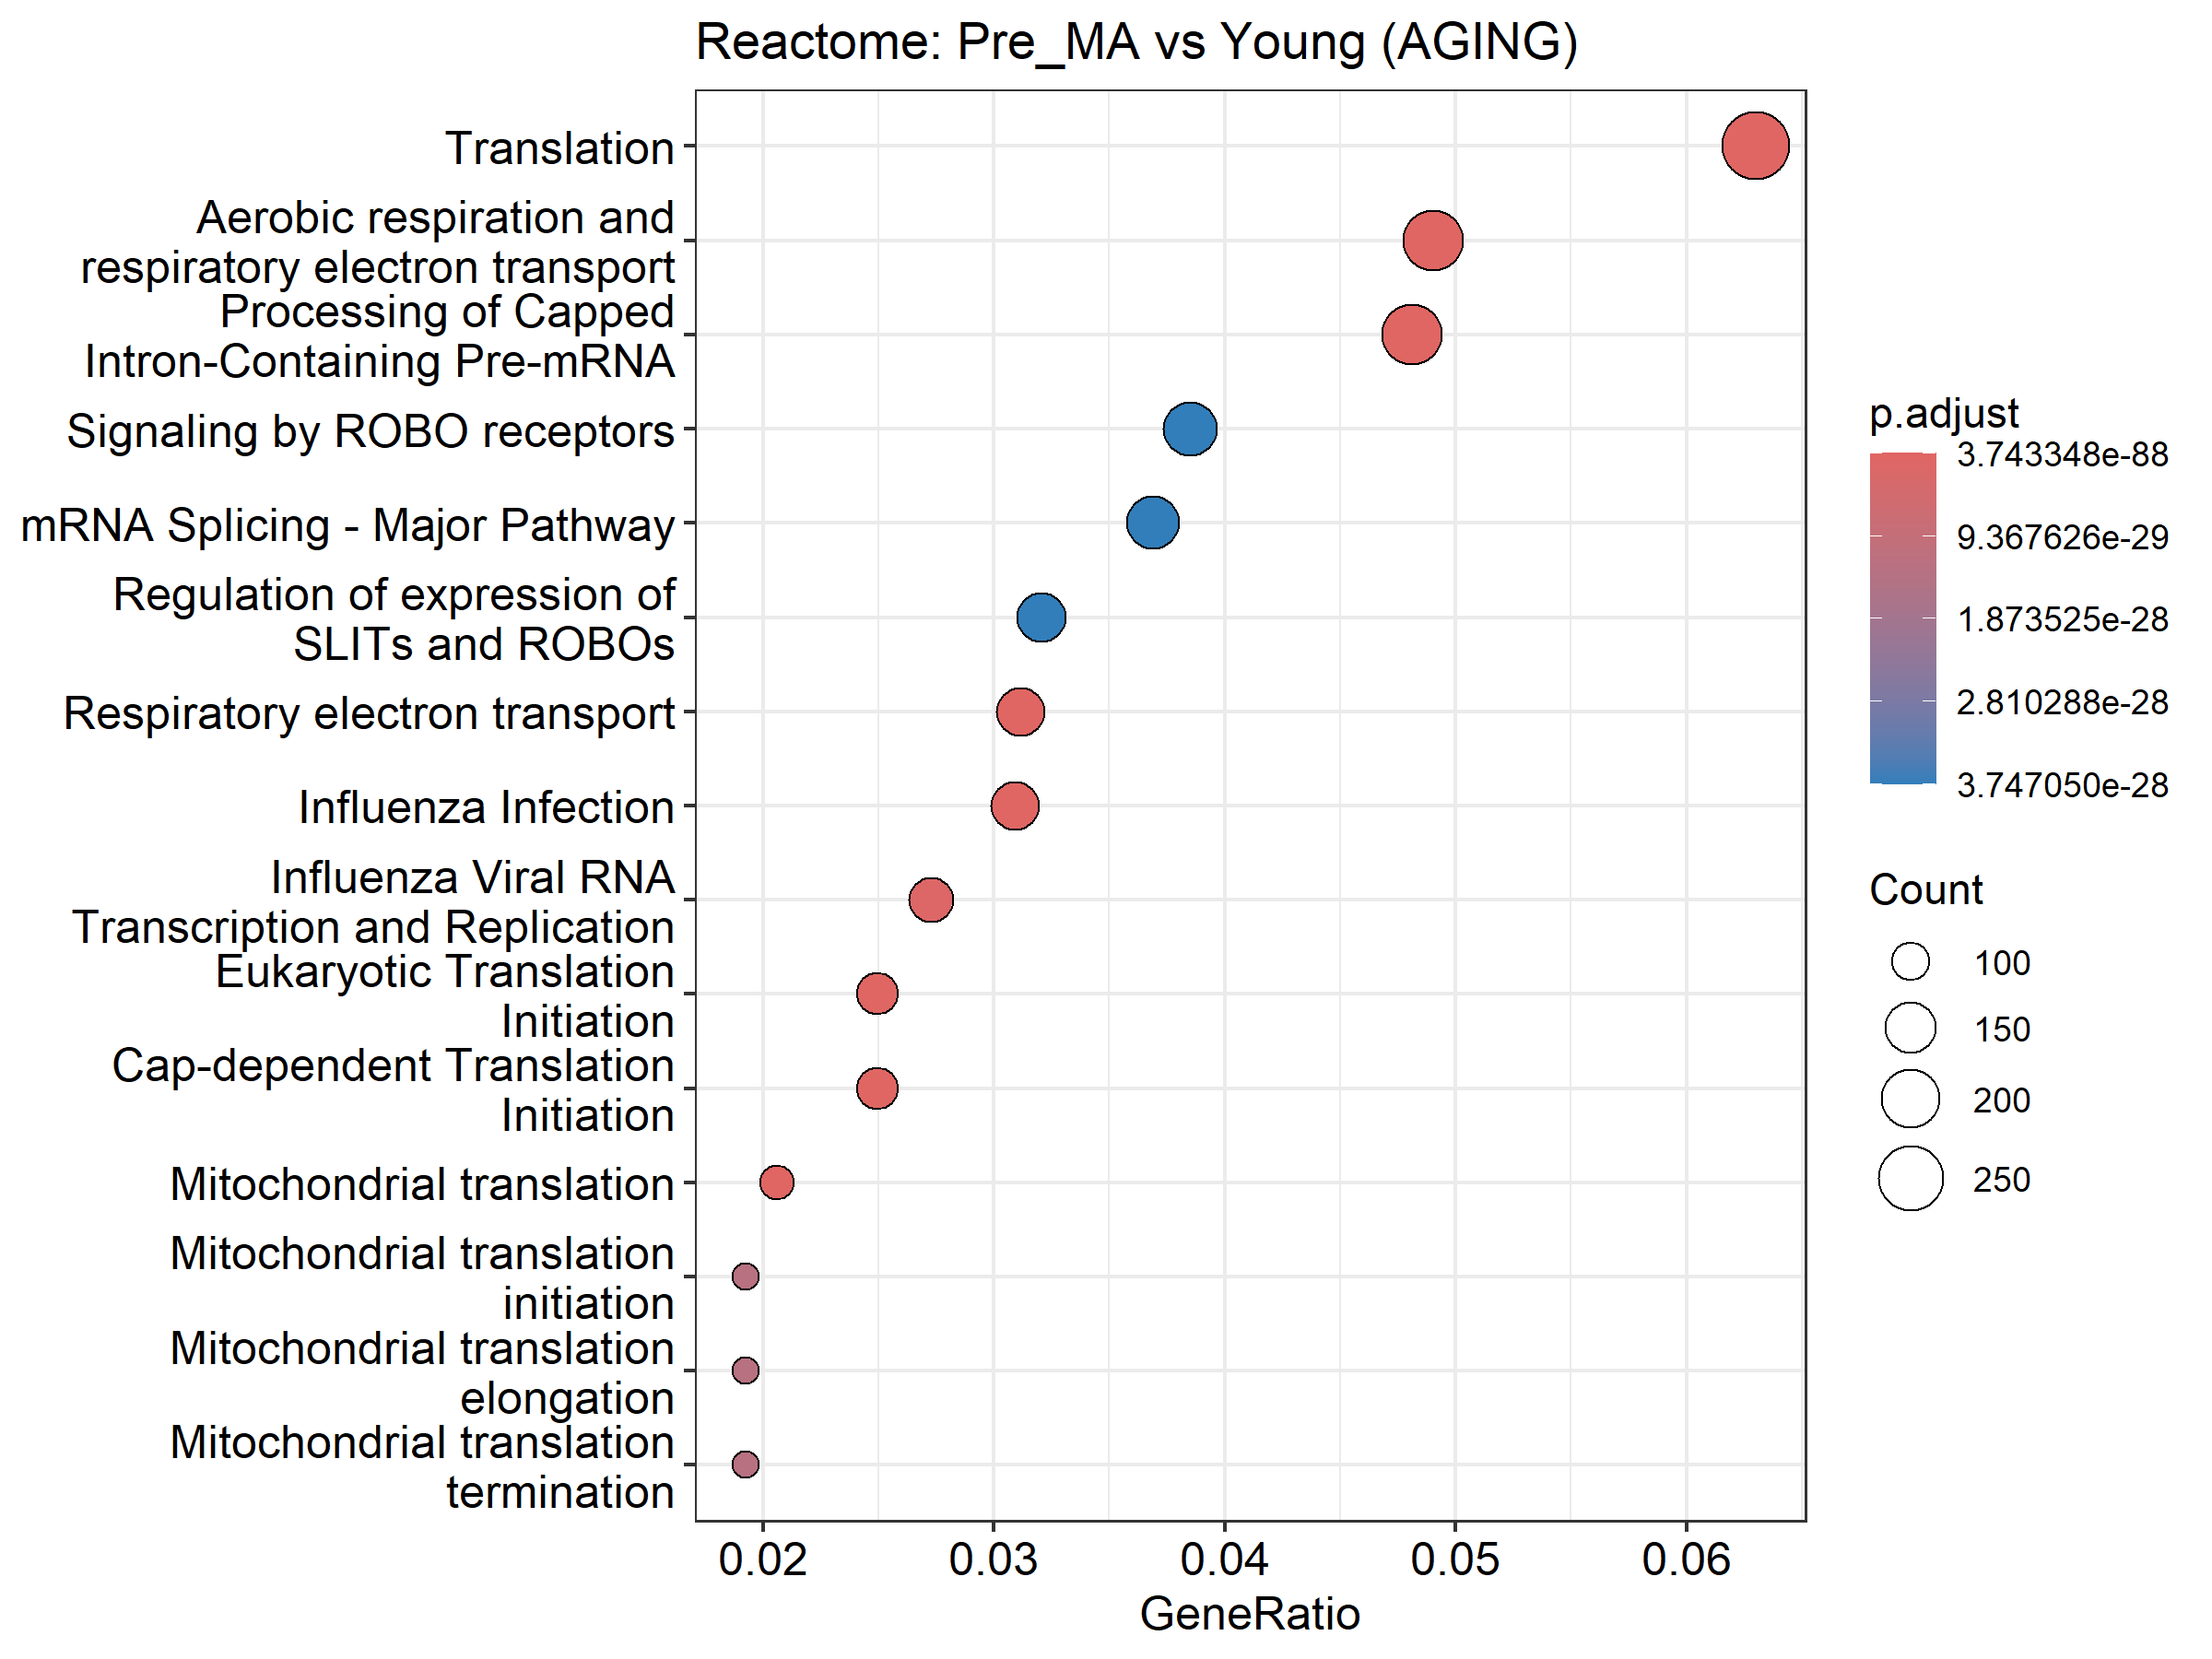 Reactome: Pre_MA vs Young (AGING)
Translation
Aerobic respiration and
respiratory electron transport
Processing of Capped
Intron-Containing Pre-mRNA
Signaling by ROBO receptors
mRNA Splicing - Major Pathway
Regulation of expression of
SLITs and ROBOs
Respiratory electron transport
Influenza Infection
Influenza Viral RNA
Transcription and Replication
Eukaryotic Translation
Initiation
Cap-dependent Translation
Initiation
Mitochondrial translation
Mitochondrial translation
initiation
Mitochondrial translation
elongation
Mitochondrial translation
termination
0.02 0.03 0.04 0.05 0.06
GeneRatio
p.adjust
3.743348e-88
9.367626e-29
1.873525e-28
2.810288e-28
3.747050e-28
Count
100
150
200
250